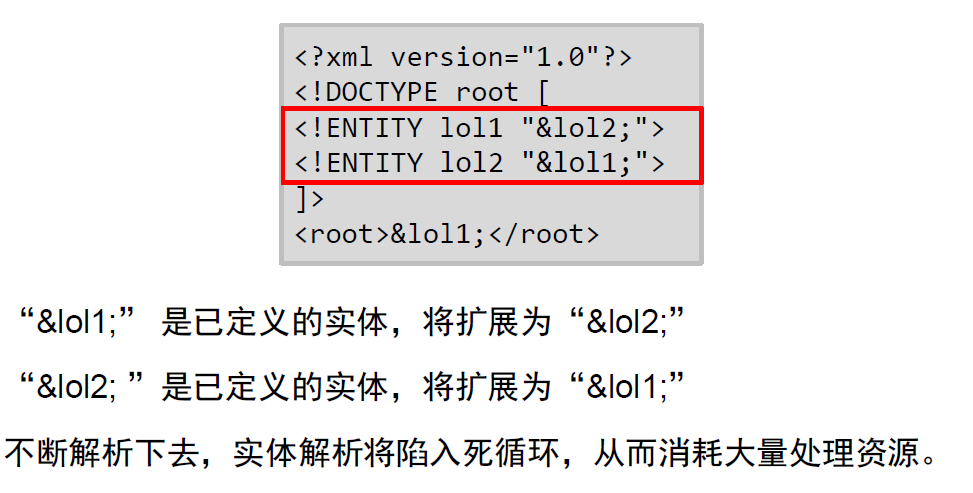 <?xml version="1.0"?>
<!DOCTYPE root [
<!ENTITY lol1 "&lol2;">
<!ENTITY lol2 "&lol1;">
]>
<root>&lol1;</root>
“&lol1;” 是已定义的实体，将扩展为“&lol2;”
“&lol2; ”是已定义的实体，将扩展为“&lol1;”
不断解析下去，实体解析将陷入死循环，从而消耗大量处理资源。